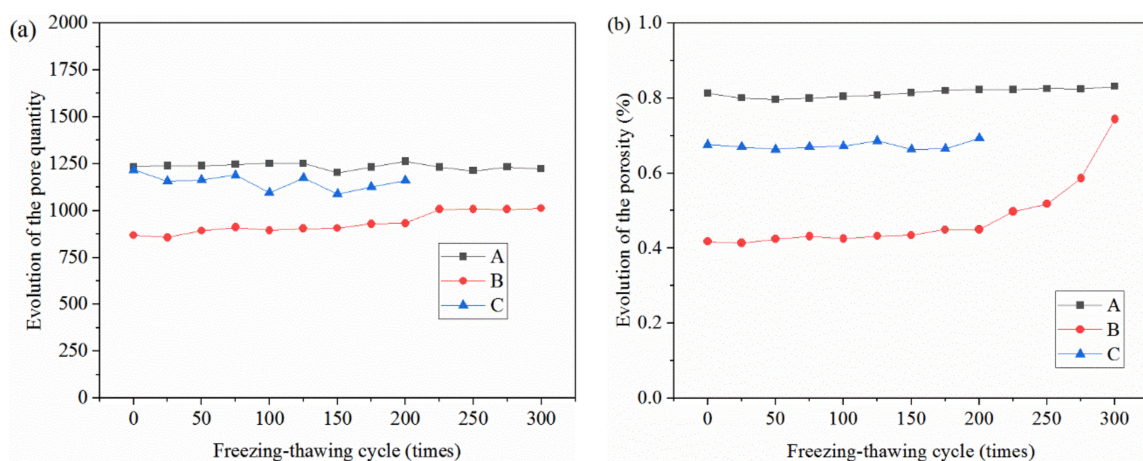 (a)
Evolution of the pore quantity
2000
1750
1500
1250
1000
750
500
250
0
A
B
C
0 50 100 150 200 250 300
Freezing-thawing cycle (times)
(b)
Evolution of the porosity (%)
1.0
0.8
0.6
0.4
0.2
0.0
A
B
C
0 50 100 150 200 250 300
Freezing-thawing cycle (times)